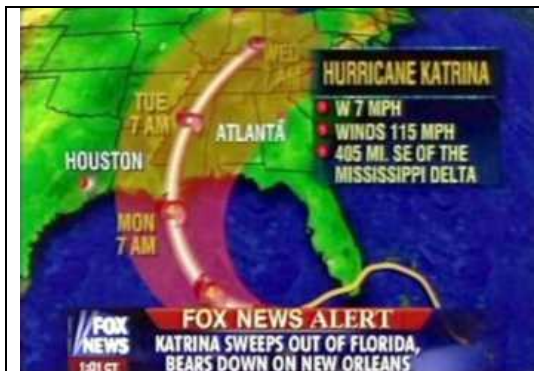 WED
7 AM
HURRICANE KATRINA
W 7 MPH
WINDS 115 MPH
405 MI. SE OF THE
MISSISSIPPI DELTA
TUE
7 AM
ATLANTA
HOUSTON
MON
7 AM
FOX NEWS ALERT
FOX
NEWS
KATRINA SWEEPS OUT OF FLORIDA,
BEARS DOWN ON NEW ORLEANS